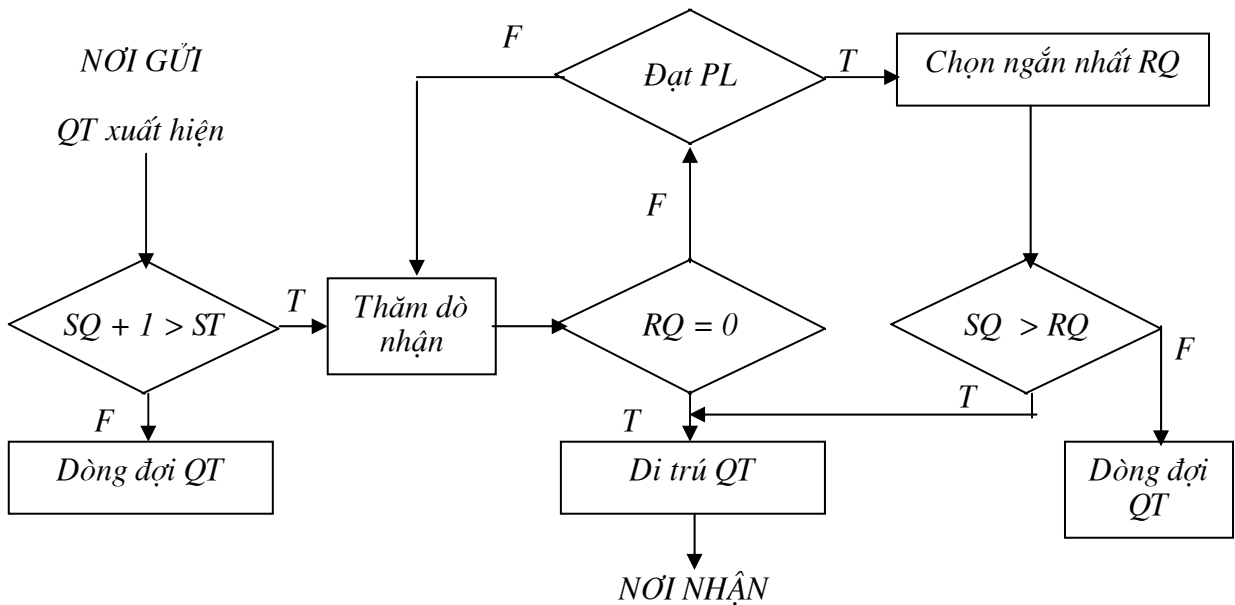 F
NƠI GỬI
Đạt PL
T
Chọn ngắn nhất RQ
QT xuất hiện
F
SQ + 1 > ST
T
Thăm dò
nhận
RQ = 0
SQ > RQ
F
F
T
T
Dòng đợi QT
Di trú QT
Dòng đợi
QT
NƠI NHẬN